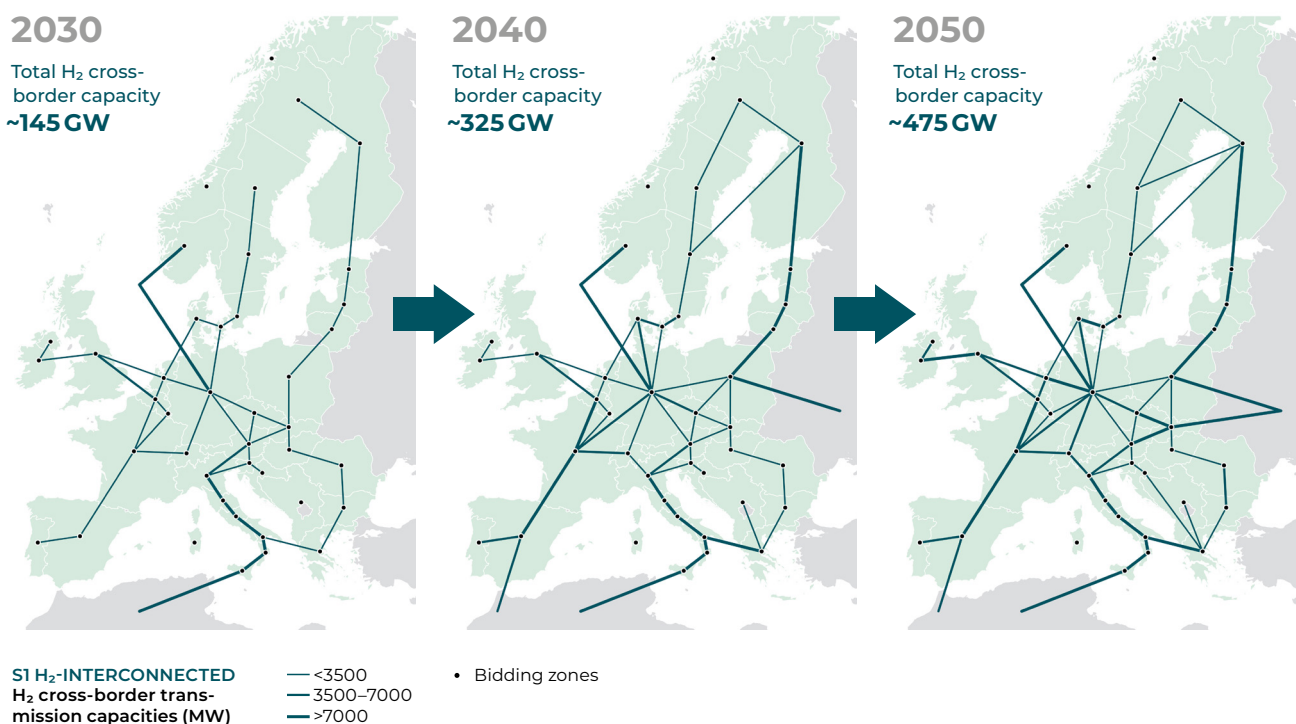 2030
Total H₂ cross-
border capacity
~145 GW
2040
Total H₂ cross-
border capacity
~325 GW
2050
Total H₂ cross-
border capacity
~475 GW
S1 H₂-INTERCONNECTED
H₂ cross-border trans-
mission capacities (MW)
<3500
3500–7000
>7000
Bidding zones